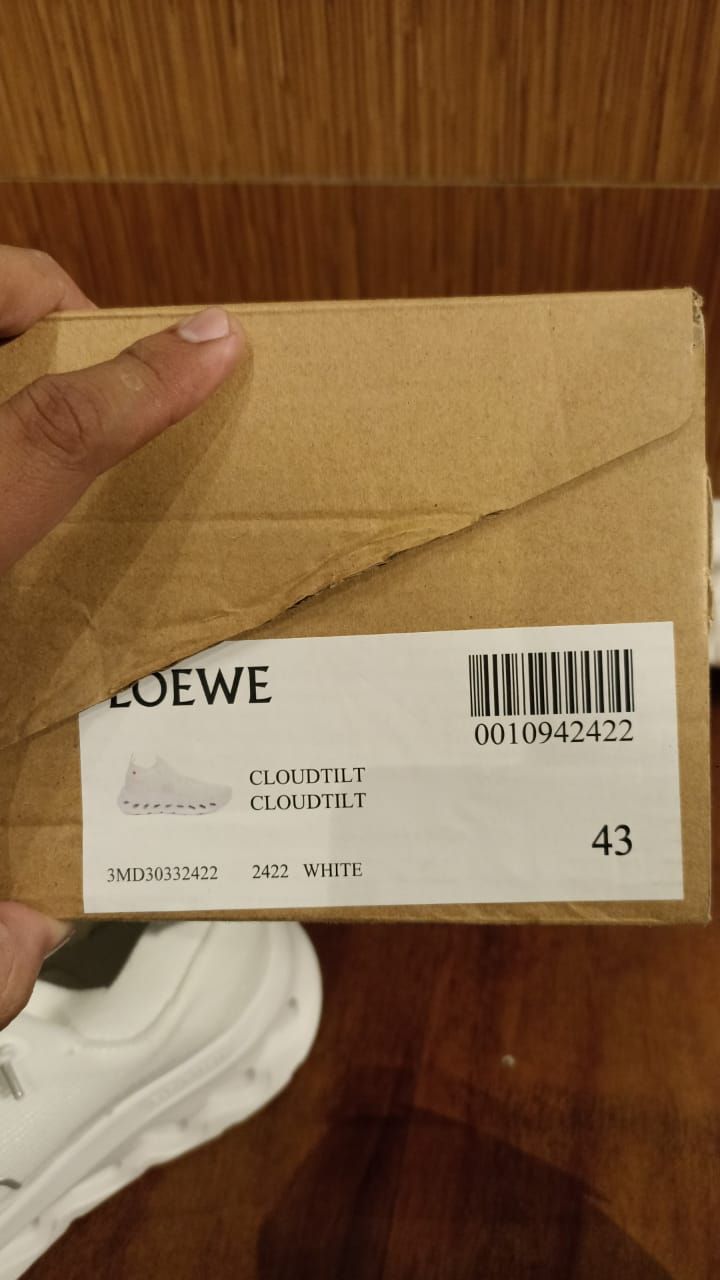 LOEWE
0010942422
CLOUDTILT
CLOUDTILT
43
3MD30332422 2422 WHITE